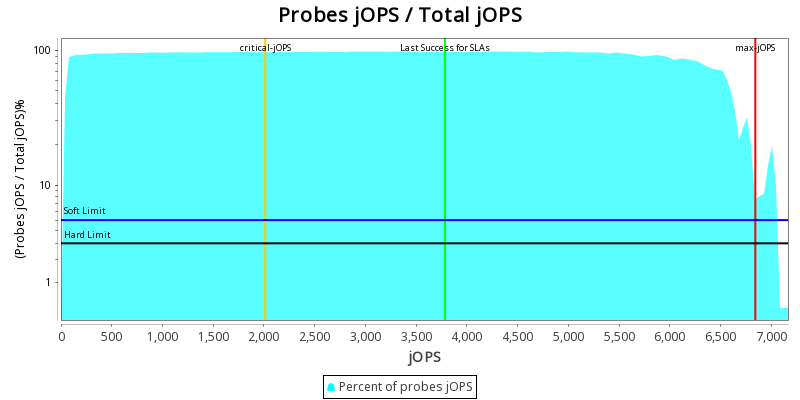 Probes jOPS / Total jOPS
(Probes jOPS / Total jOPS)%
100
10
1
critical-jOPS
Last Success for SLAs
max-jOPS
Soft Limit
Hard Limit
0 500 1,000 1,500 2,000 2,500 3,000 3,500 4,000 4,500 5,000 5,500 6,000 6,500 7,000
jOPS
Percent of probes jOPS